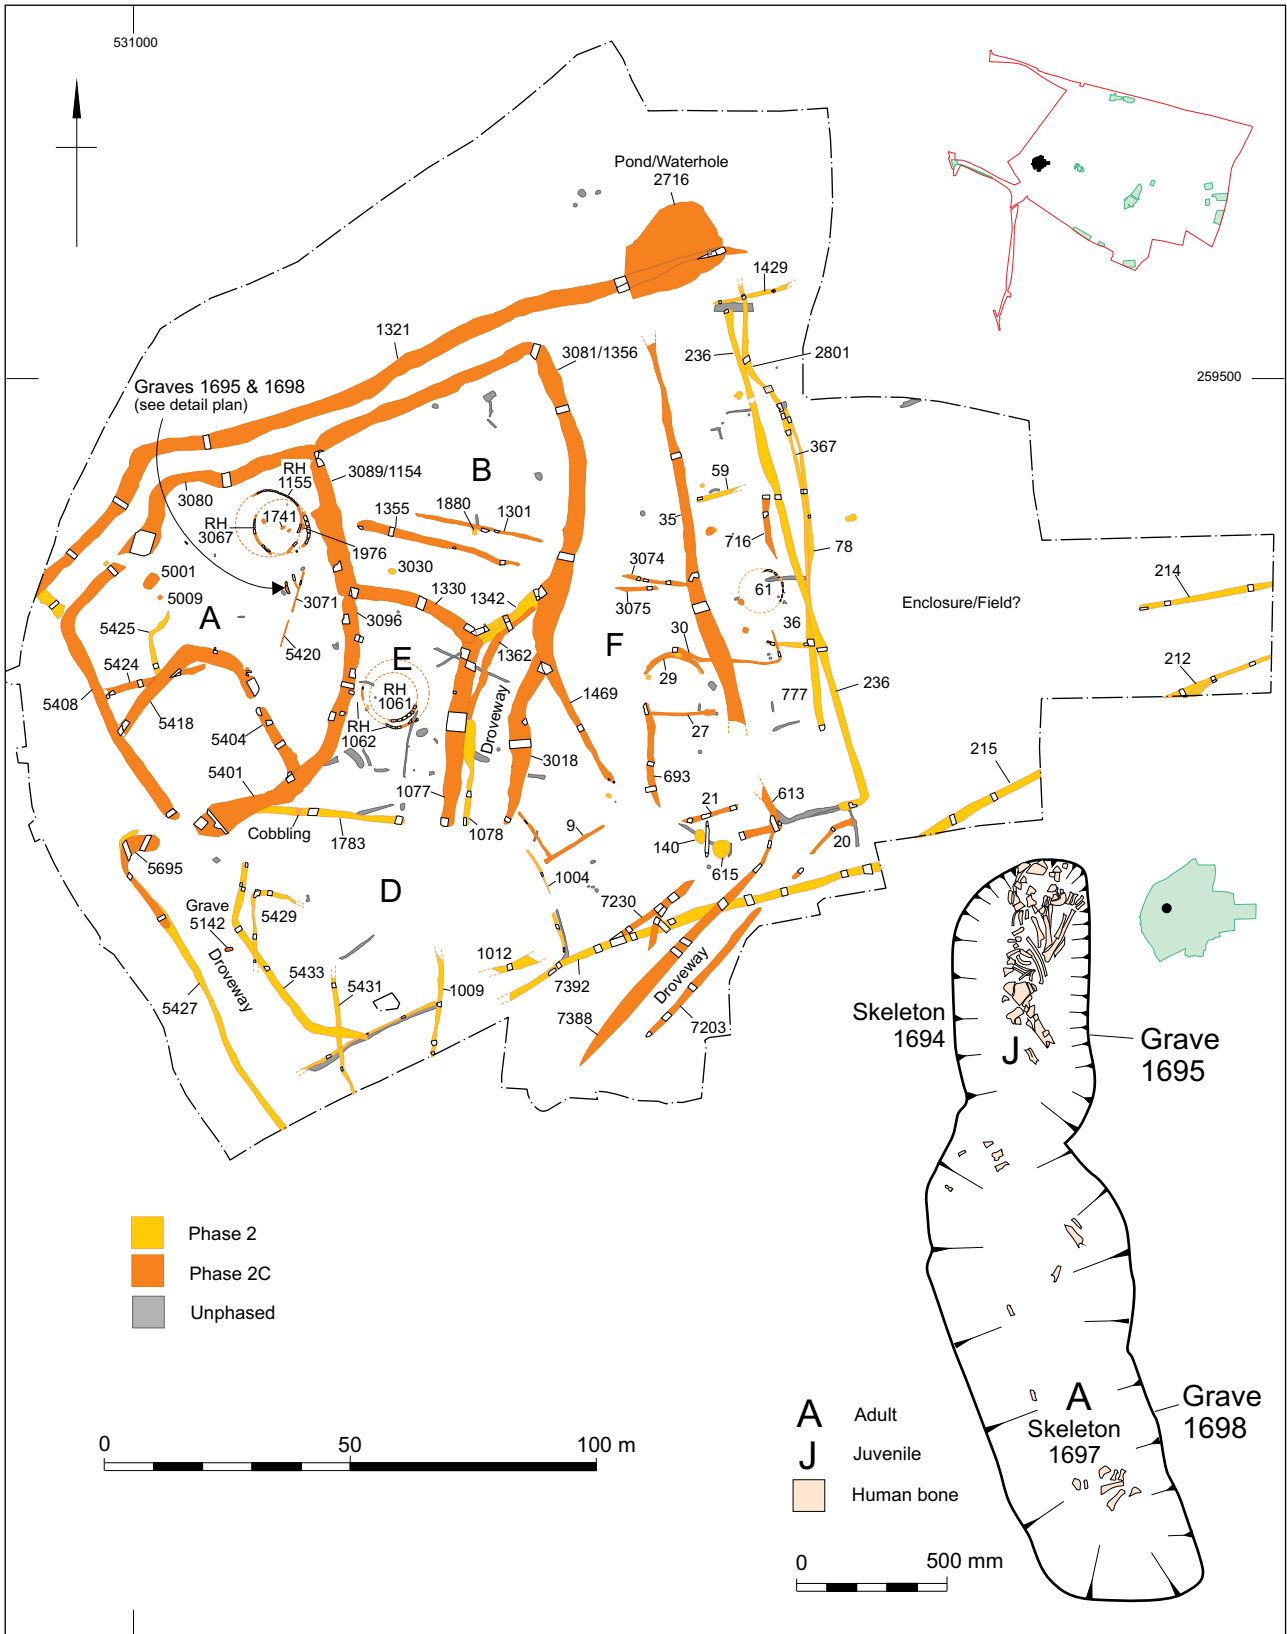 531000
Pond/Waterhole
2716
1429
1321
3081/1356
236
2801
259500
Graves 1695 & 1698
(see detail plan)
367
3089/1154
B
RH
1155
59
3080
1880
1301
1355
35
RH
3067
1741
1976
716
78
3030
3074
214
5001
1330
1342
3075
61
5009
3071
Enclosure/Field?
A
3096
5425
36
30
F
5420
1362
E
5424
212
29
RH
1061
236
5408
1469
777
5418
Droveway
5404
RH
1062
27
215
3018
5401
693
1077
613
21
Cobbling
1783
1078
9
140
20
5695
615
1004
D
Grave
5142
5429
7230
Droveway
1012
5433
Droveway
5431
1009
5427
7392
7388
7203
Skeleton
1694
J
Grave
1695
Phase 2
Phase 2C
Unphased
A
Skeleton
1697
Grave
1698
A Adult
J Juvenile
Human bone
0 50 100 m
0 500 mm